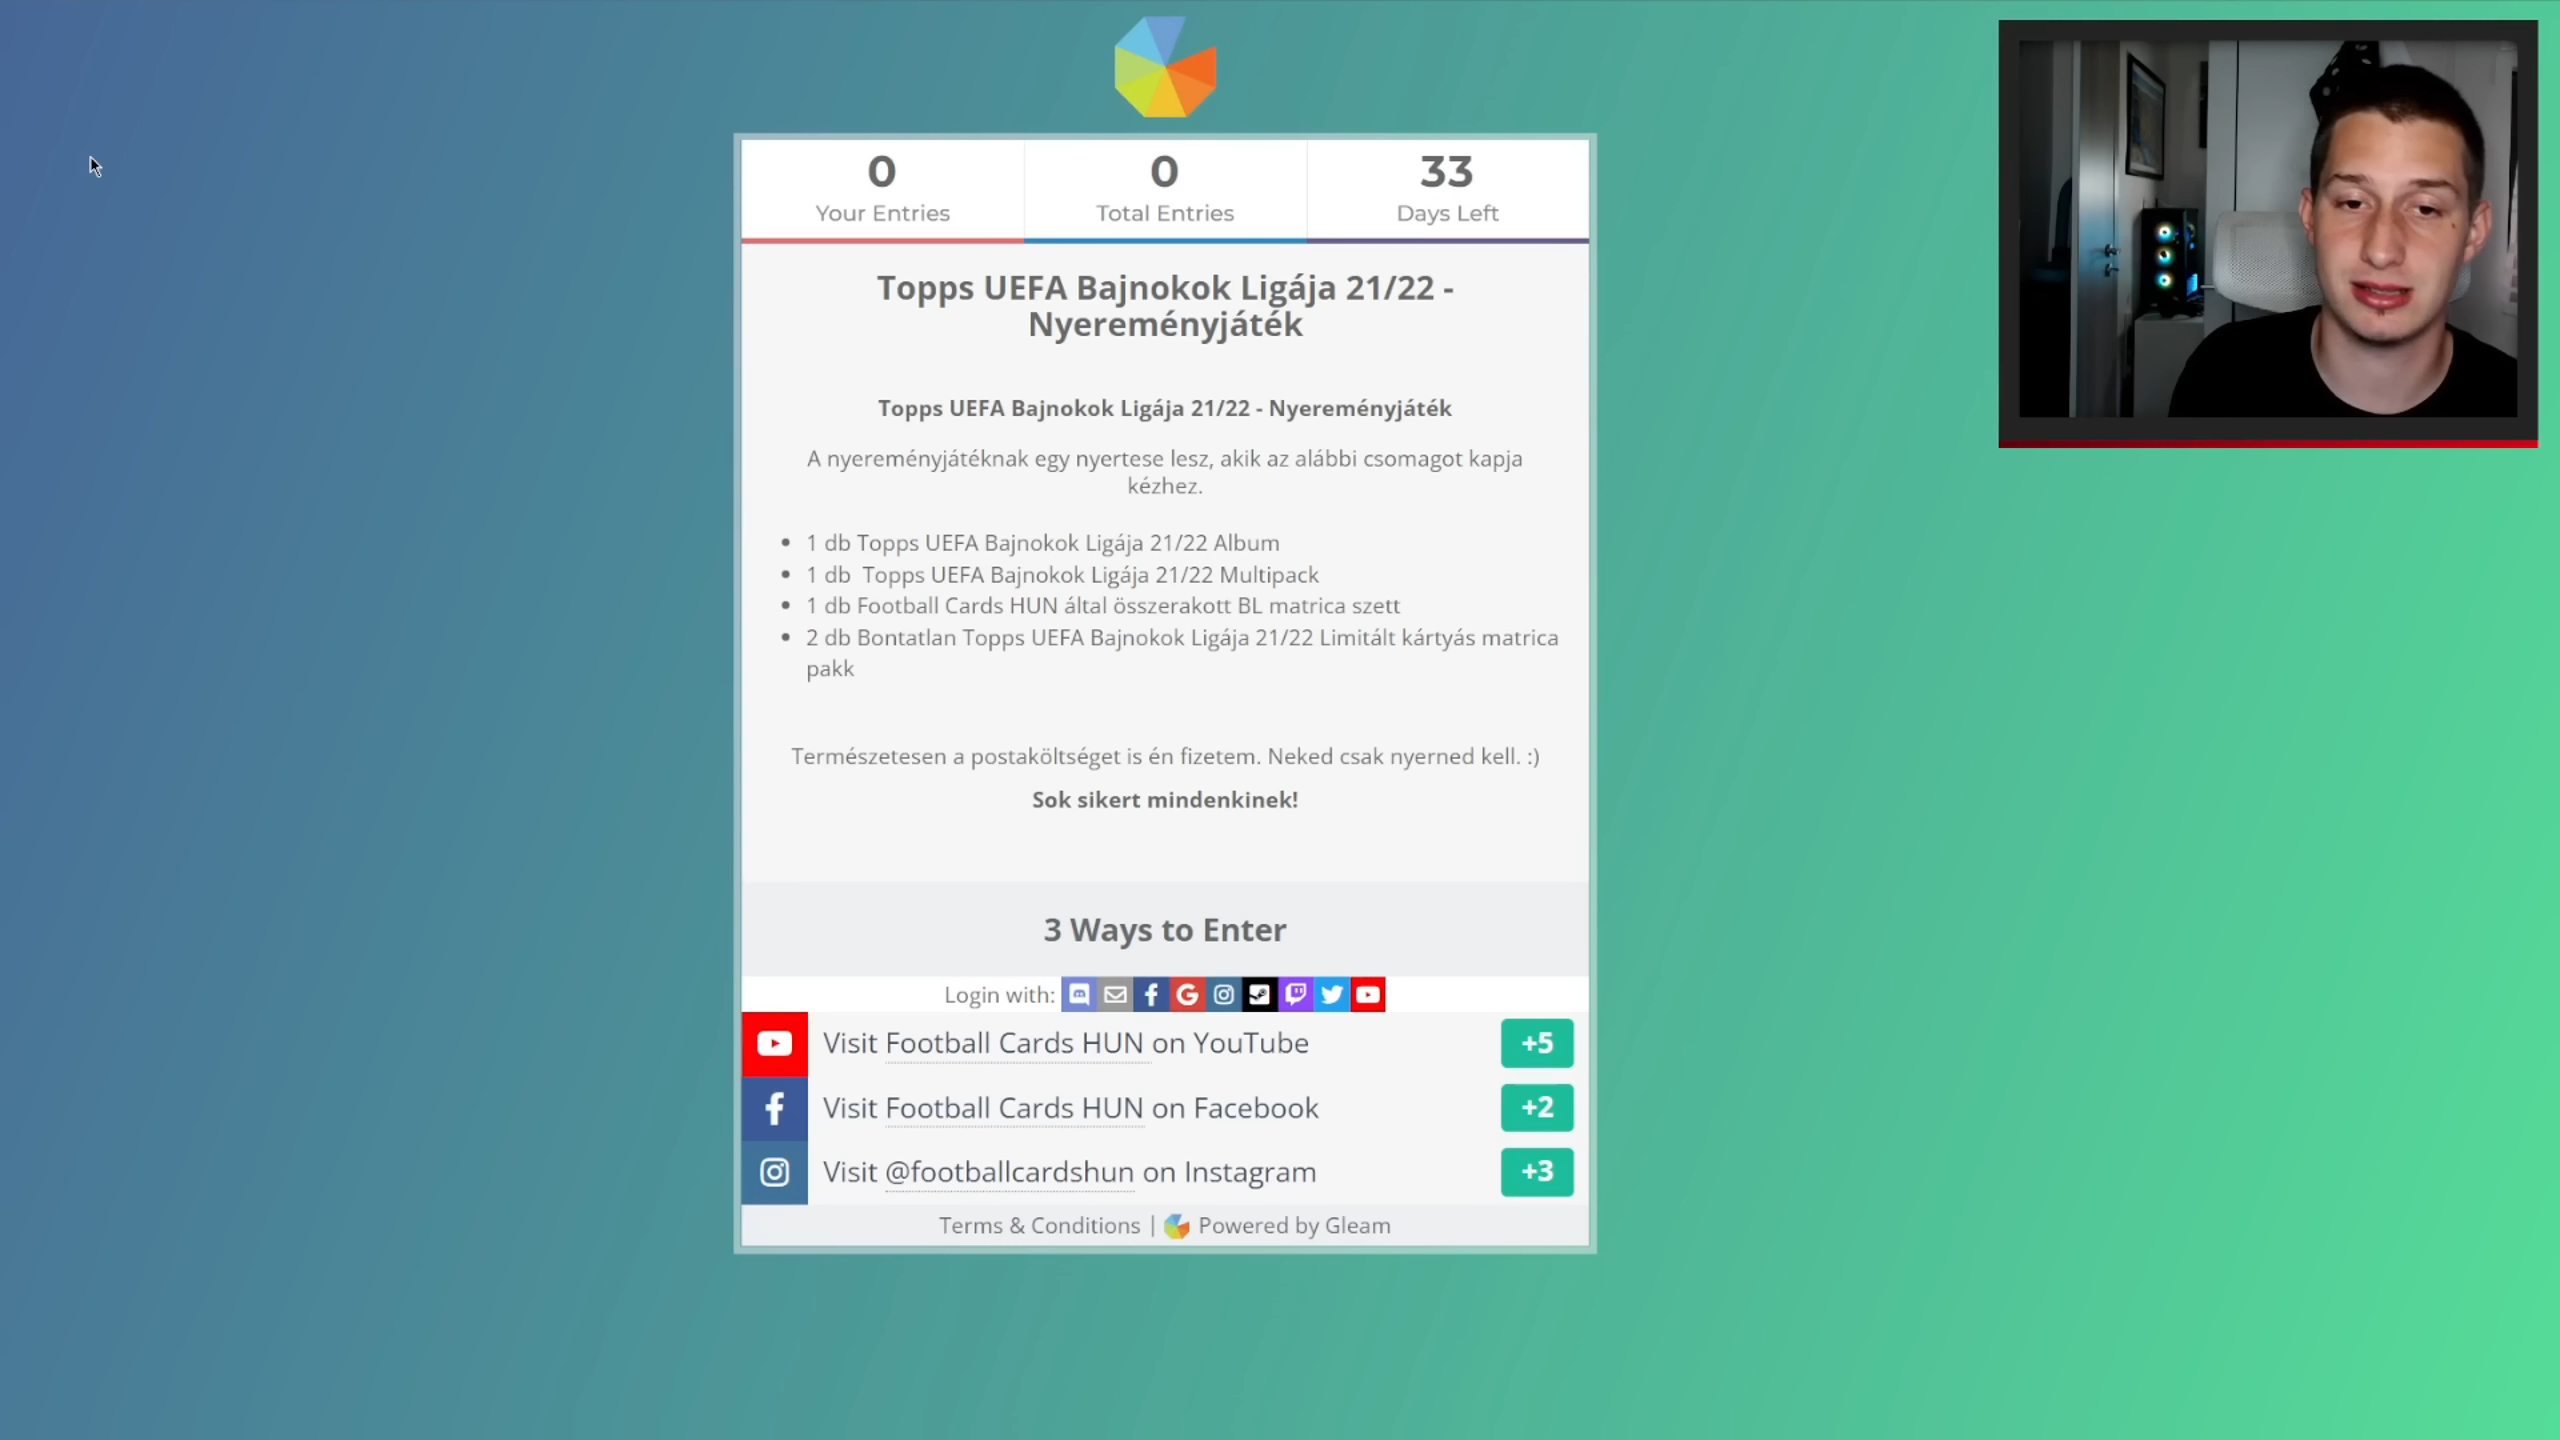 0
Your Entries
0
Total Entries
33
Days Left
Topps UEFA Bajnokok Ligája 21/22 -
Nyereményjáték
Topps UEFA Bajnokok Ligája 21/22 - Nyereményjáték
A nyereményjátéknak egy nyertese lesz, akik az alábbi csomagot kapja
kézhez.
1 db Topps UEFA Bajnokok Ligája 21/22 Album
1 db Topps UEFA Bajnokok Ligája 21/22 Multipack
1 db Football Cards HUN által összerakott BL matrica szett
2 db Bontatlan Topps UEFA Bajnokok Ligája 21/22 Limitált kártyás matrica
pakk
Természetesen a postaköltséget is én fizetem. Neked csak nyerned kell. :)
Sok sikert mindenkinek!
3 Ways to Enter
Login with:
Visit Football Cards HUN on YouTube +5
Visit Football Cards HUN on Facebook +2
Visit @footballcardshun on Instagram +3
Terms & Conditions | Powered by Gleam